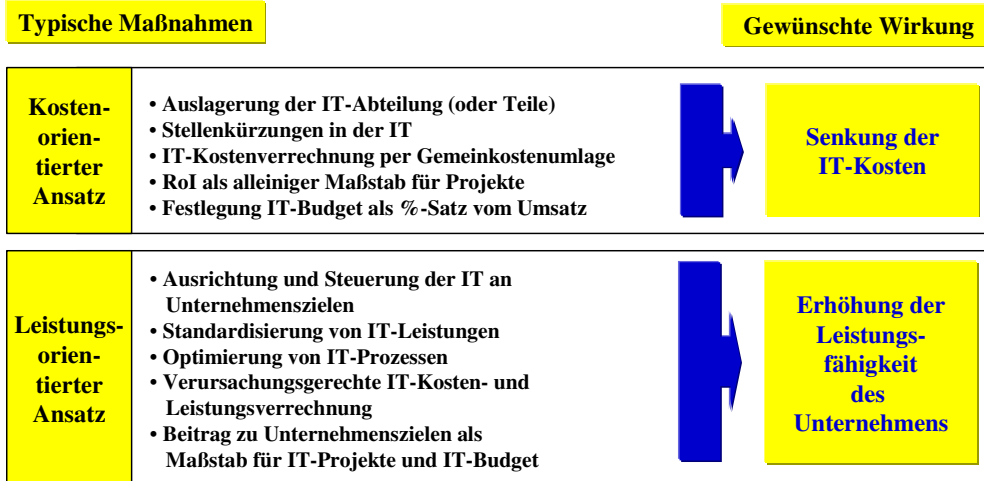 Typische Maßnahmen
Gewünschte Wirkung
Kosten-
orien-
tierter
Ansatz
• Auslagerung der IT-Abteilung (oder Teile)
• Stellenkürzungen in der IT
• IT-Kostenverrechnung per Gemeinkostenumlage
• RoI als alleiniger Maßstab für Projekte
• Festlegung IT-Budget als %-Satz vom Umsatz
Senkung der
IT-Kosten
Leistungs-
orien-
tierter
Ansatz
• Ausrichtung und Steuerung der IT an
Unternehmenszielen
• Standardisierung von IT-Leistungen
• Optimierung von IT-Prozessen
• Verursachungsgerechte IT-Kosten- und
Leistungsverrechnung
• Beitrag zu Unternehmenszielen als
Maßstab für IT-Projekte und IT-Budget
Erhöhung der
Leistungs-
fähigkeit
des
Unternehmens